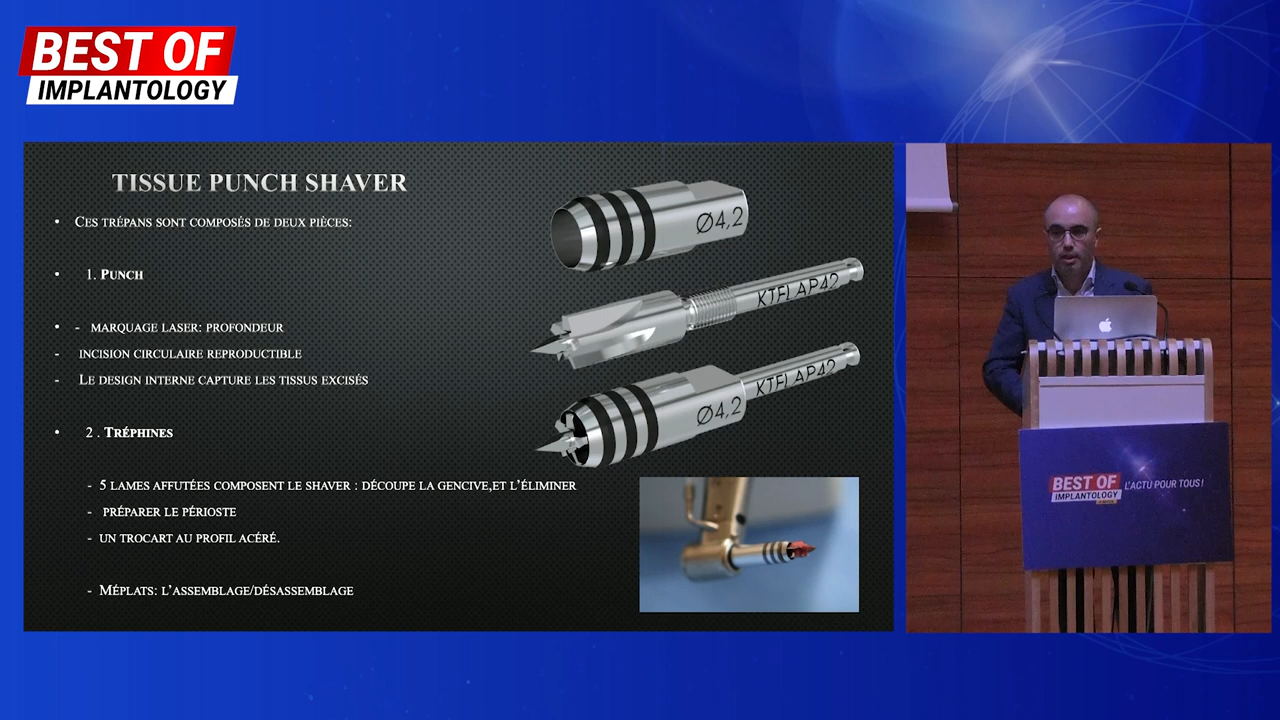 BEST OF
IMPLANTOLOGY
TISSUE PUNCH SHAVER
• CES TRÉPANS SONT COMPOSÉS DE DEUX PIÈCES:
• 1. PUNCH
• - MARQUAGE LASER: PROFONDEUR
- INCISION CIRCULAIRE REPRODUCTIBLE
- LE DESIGN INTERNE CAPTURE LES TISSUS EXCISÉS
• 2 . TRÉPHINES
- 5 LAMES AFFUTÉES COMPOSENT LE SHAVER : DÉCOUPE LA GENCIVE,ET L'ÉLIMINER
- PRÉPARER LE PÉRIOSTE
- UN TROCART AU PROFIL ACÉRÉ.
- MÉPLATS: L'ASSEMBLAGE/DÉSASSEMBLAGE
Ø4,2
KTFLAP42
Ø4,2
KTFLAP42
BEST OF
IMPLANTOLOGY
L'ACTU POUR TOUS !